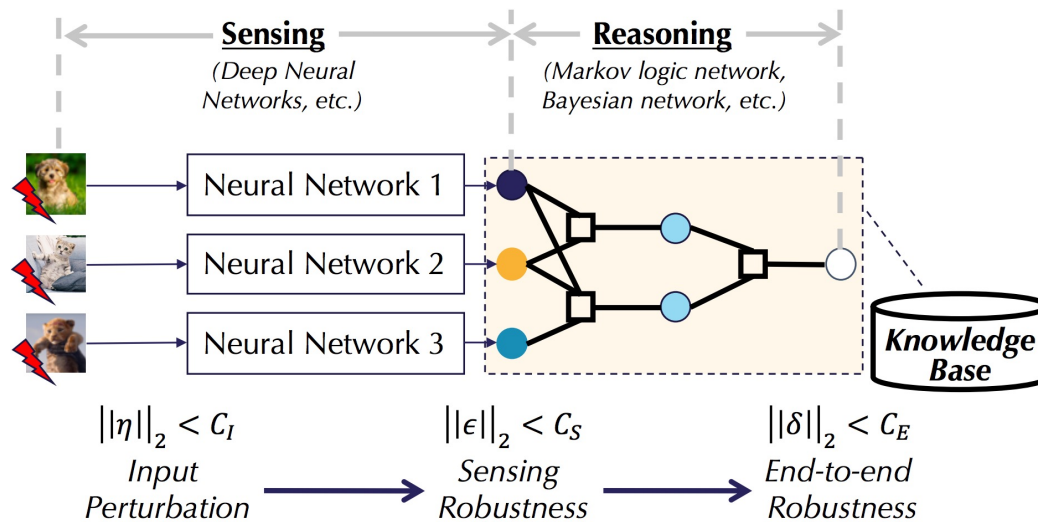 Sensing
(Deep Neural
Networks, etc.)
Reasoning
(Markov logic network,
Bayesian network, etc.)
Neural Network 1
Neural Network 2
Neural Network 3
Knowledge
Base
||η||₂ < C_I
Input
Perturbation
||ϵ||₂ < C_S
Sensing
Robustness
||δ||₂ < C_E
End-to-end
Robustness